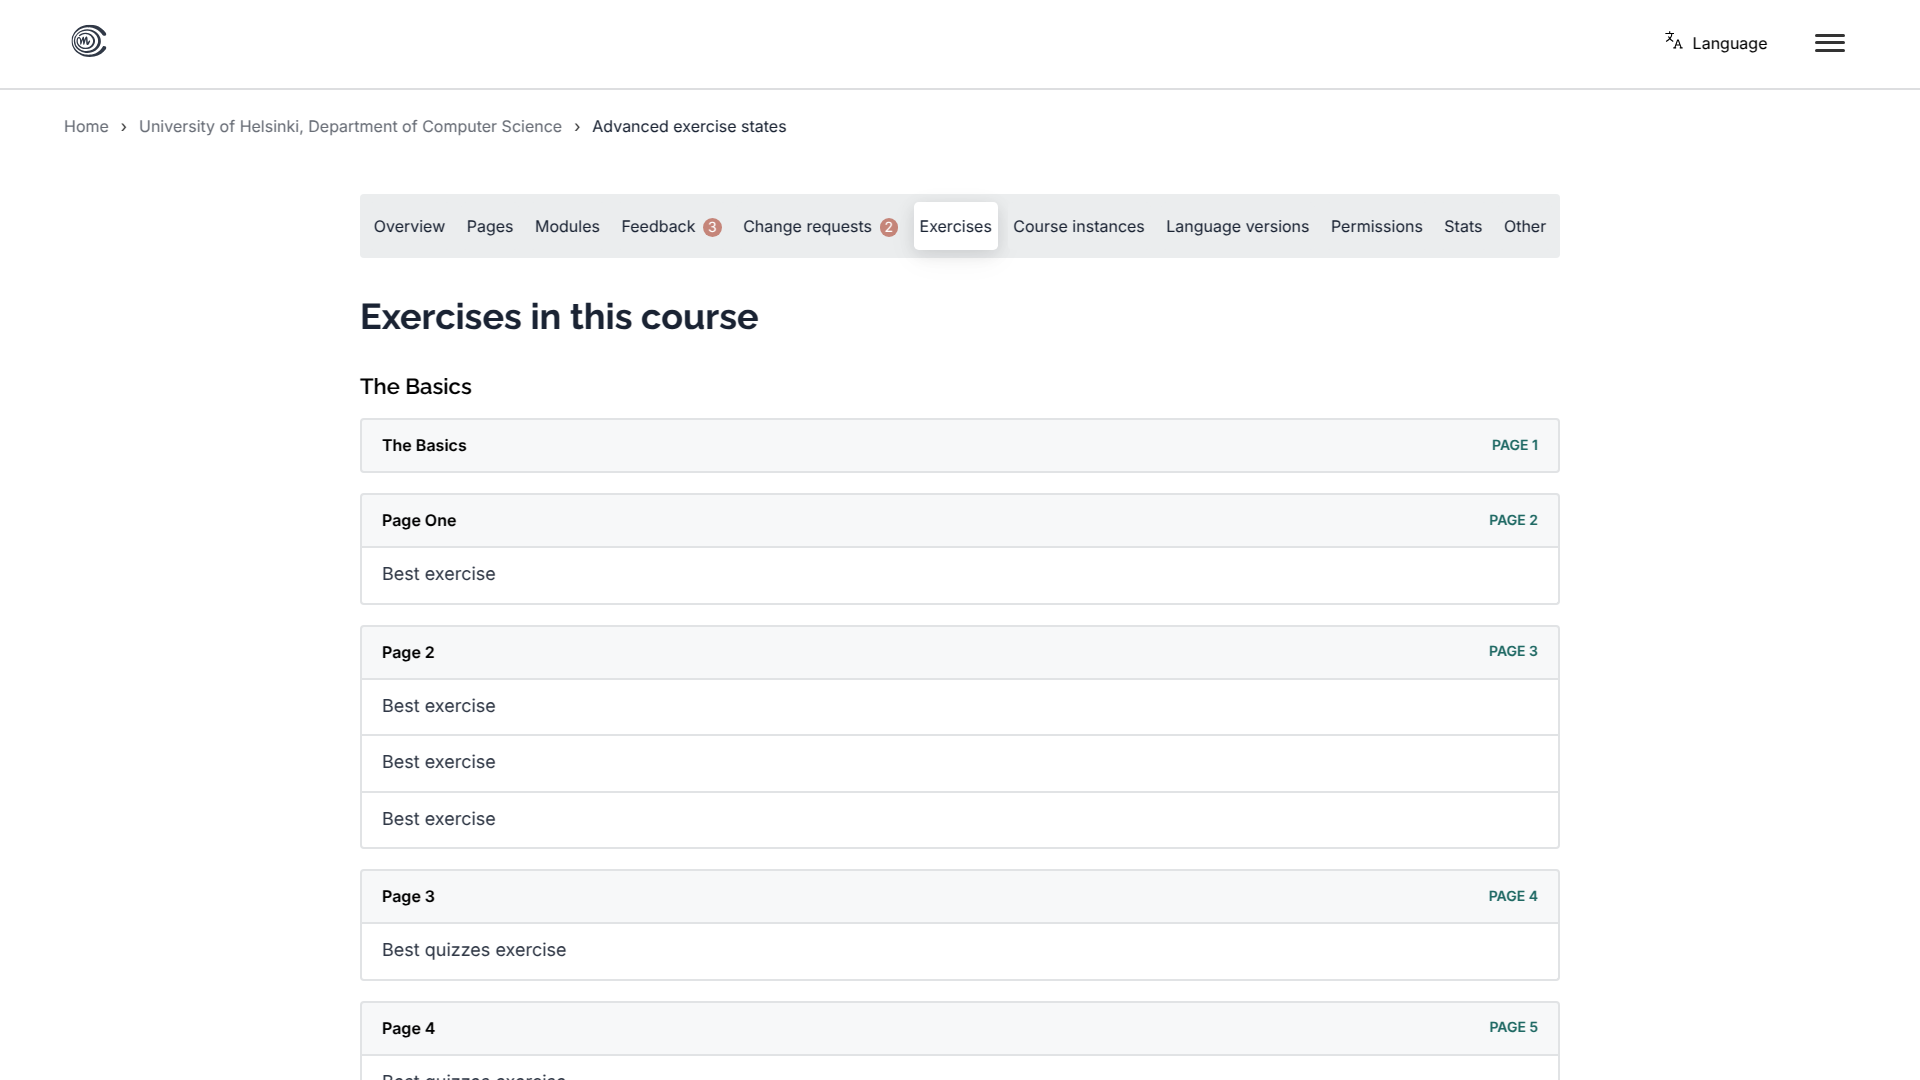 Language
Home › University of Helsinki, Department of Computer Science › Advanced exercise states
Overview Pages Modules Feedback 3 Change requests 2 Exercises Course instances Language versions Permissions Stats Other
Exercises in this course
The Basics
The Basics PAGE 1
Page One PAGE 2
Best exercise
Page 2 PAGE 3
Best exercise
Best exercise
Best exercise
Page 3 PAGE 4
Best quizzes exercise
Page 4 PAGE 5
Best quizzes exercise